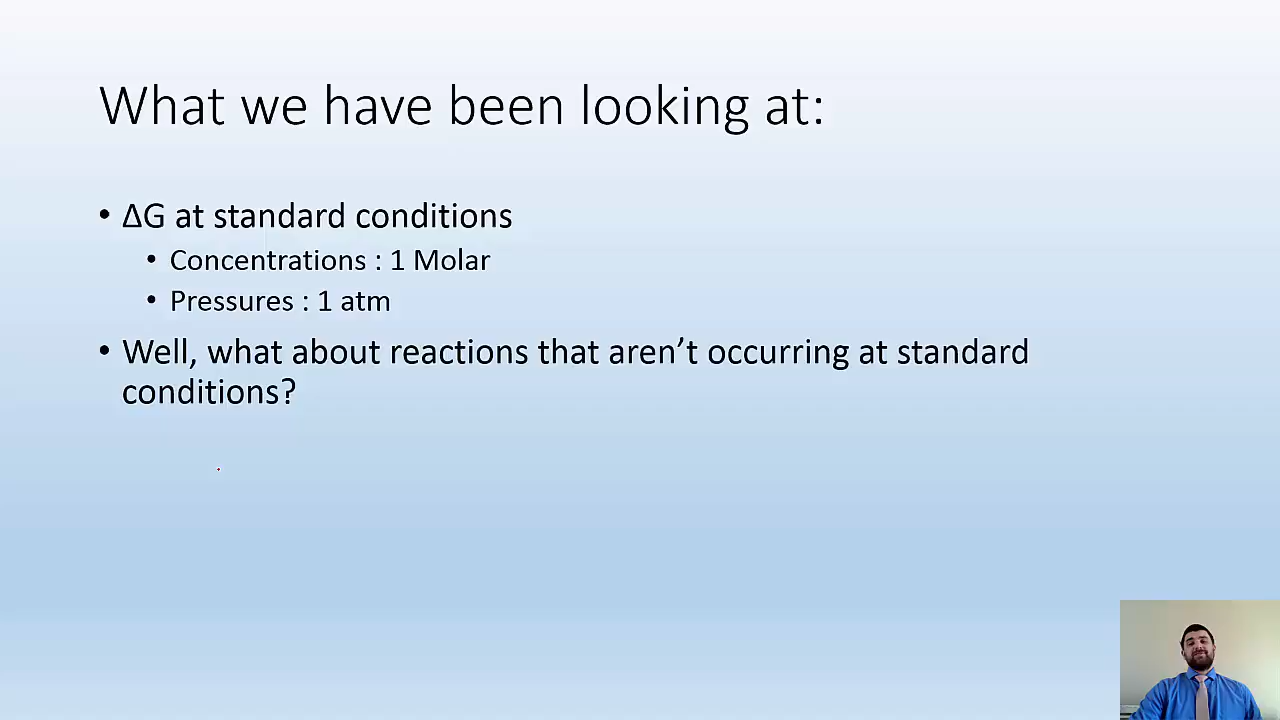 What we have been looking at:
• ΔG at standard conditions
• Concentrations : 1 Molar
• Pressures : 1 atm
• Well, what about reactions that aren’t occurring at standard
conditions?